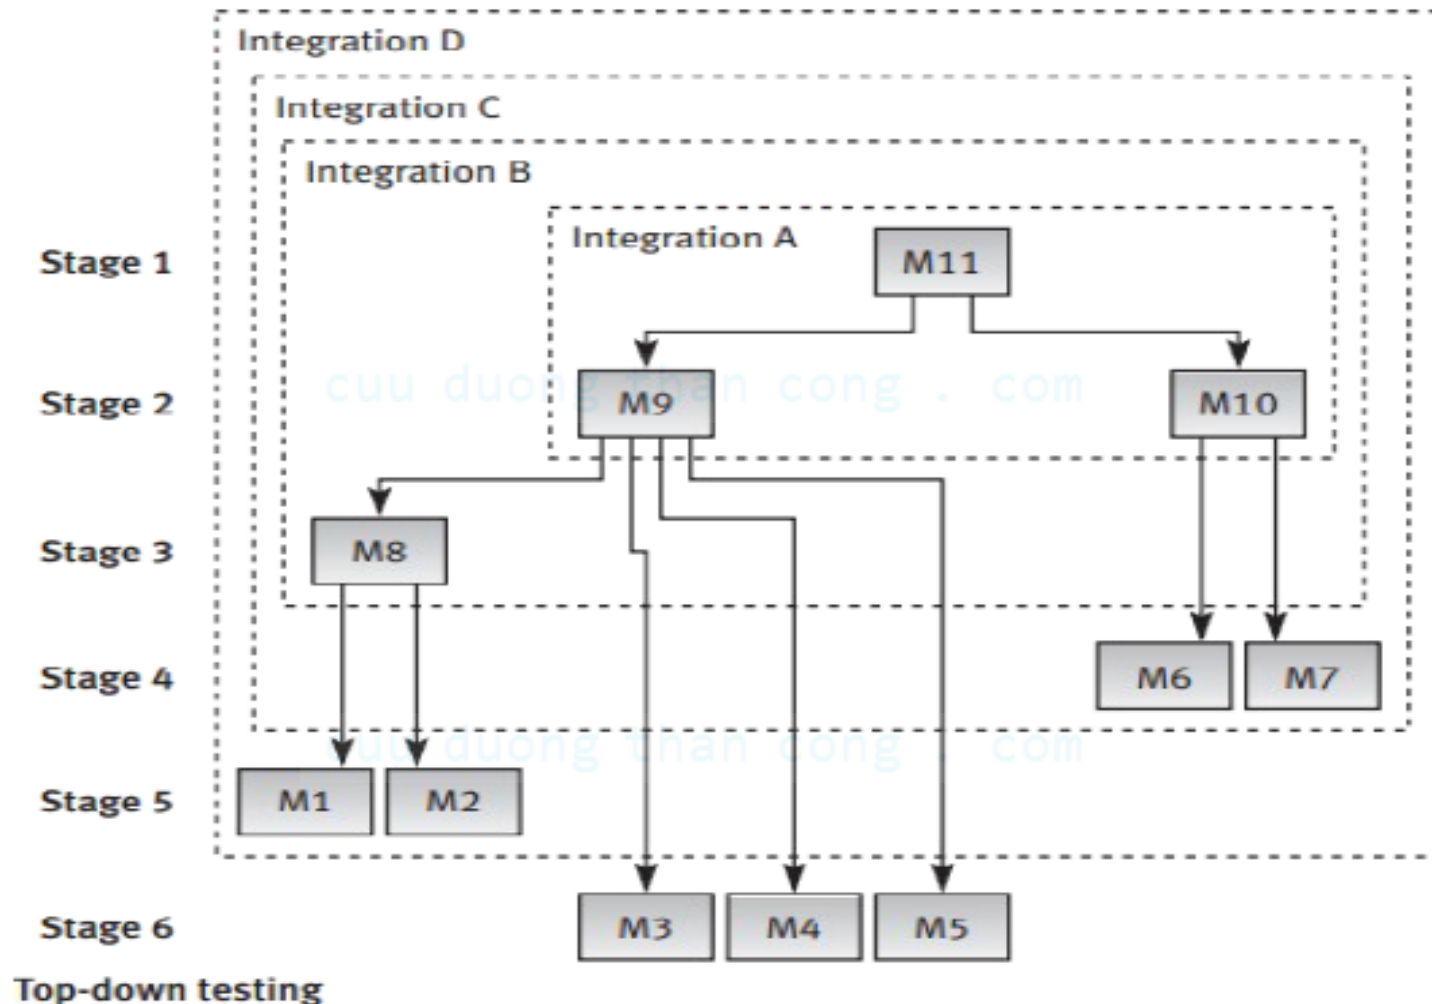 Integration D
Integration C
Integration B
Integration A
Stage 1
M11
cuu duong than cong . com
Stage 2
M9
M10
Stage 3
M8
Stage 4
M6
M7
cuu duong than cong . com
Stage 5
M1
M2
Stage 6
M3
M4
M5
Top-down testing